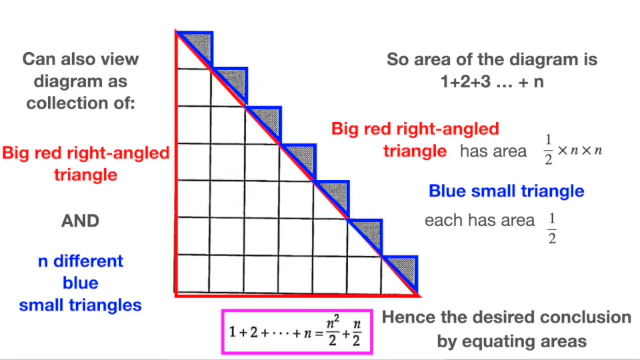 Can also view
diagram as
collection of:
Big red right-angled
triangle
AND
n different
blue
small triangles
So area of the diagram is
1+2+3 ... + n
Big red right-angled
triangle has area 1/2 × n × n
Blue small triangle
each has area 1/2
1 + 2 + ··· + n = n²/2 + n/2
Hence the desired conclusion
by equating areas